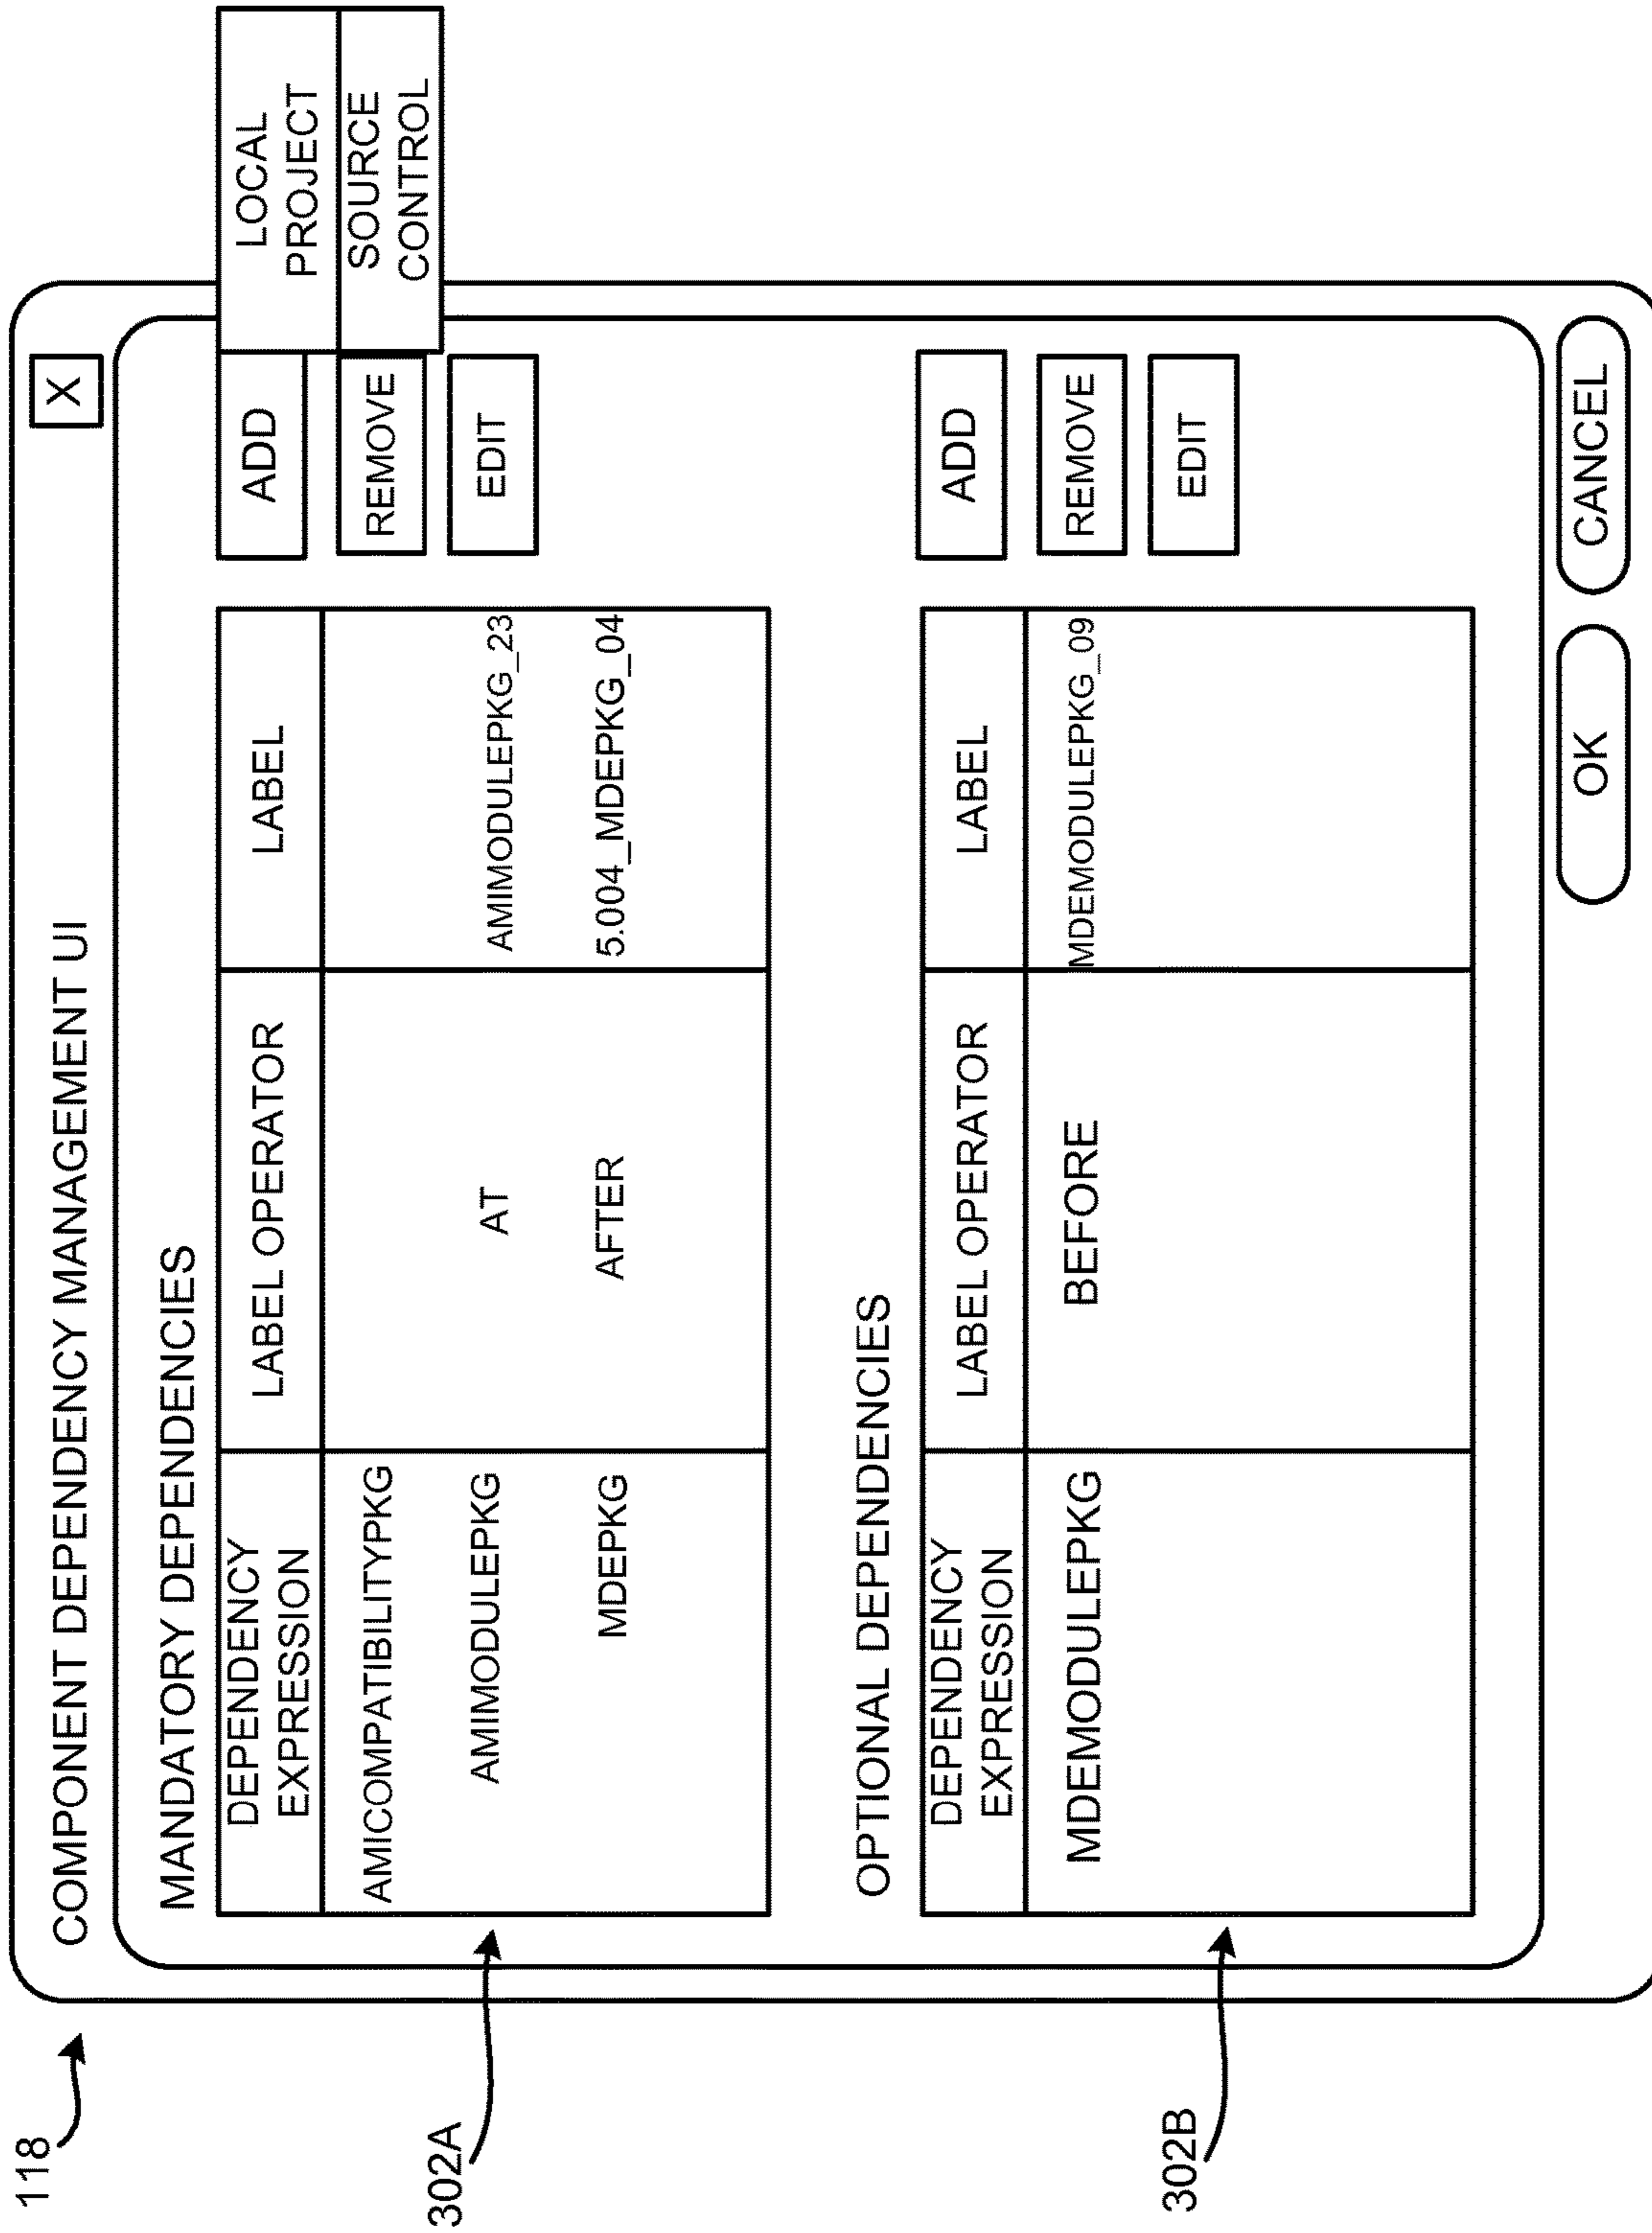 118
COMPONENT DEPENDENCY MANAGEMENT UI
X
MANDATORY DEPENDENCIES
DEPENDENCY
EXPRESSION
LABEL OPERATOR
LABEL
ADD
LOCAL
PROJECT
SOURCE
CONTROL
AMICOMPATIBILITYPKG
REMOVE
302A
AMIMODULEPKG
AT
AMIMODULEPKG_23
EDIT
MDEPKG
AFTER
5.004_MDEPKG_04
OPTIONAL DEPENDENCIES
DEPENDENCY
EXPRESSION
LABEL OPERATOR
LABEL
ADD
MDEMODULEPKG
BEFORE
MDEMODULEPKG_09
REMOVE
302B
EDIT
OK
CANCEL